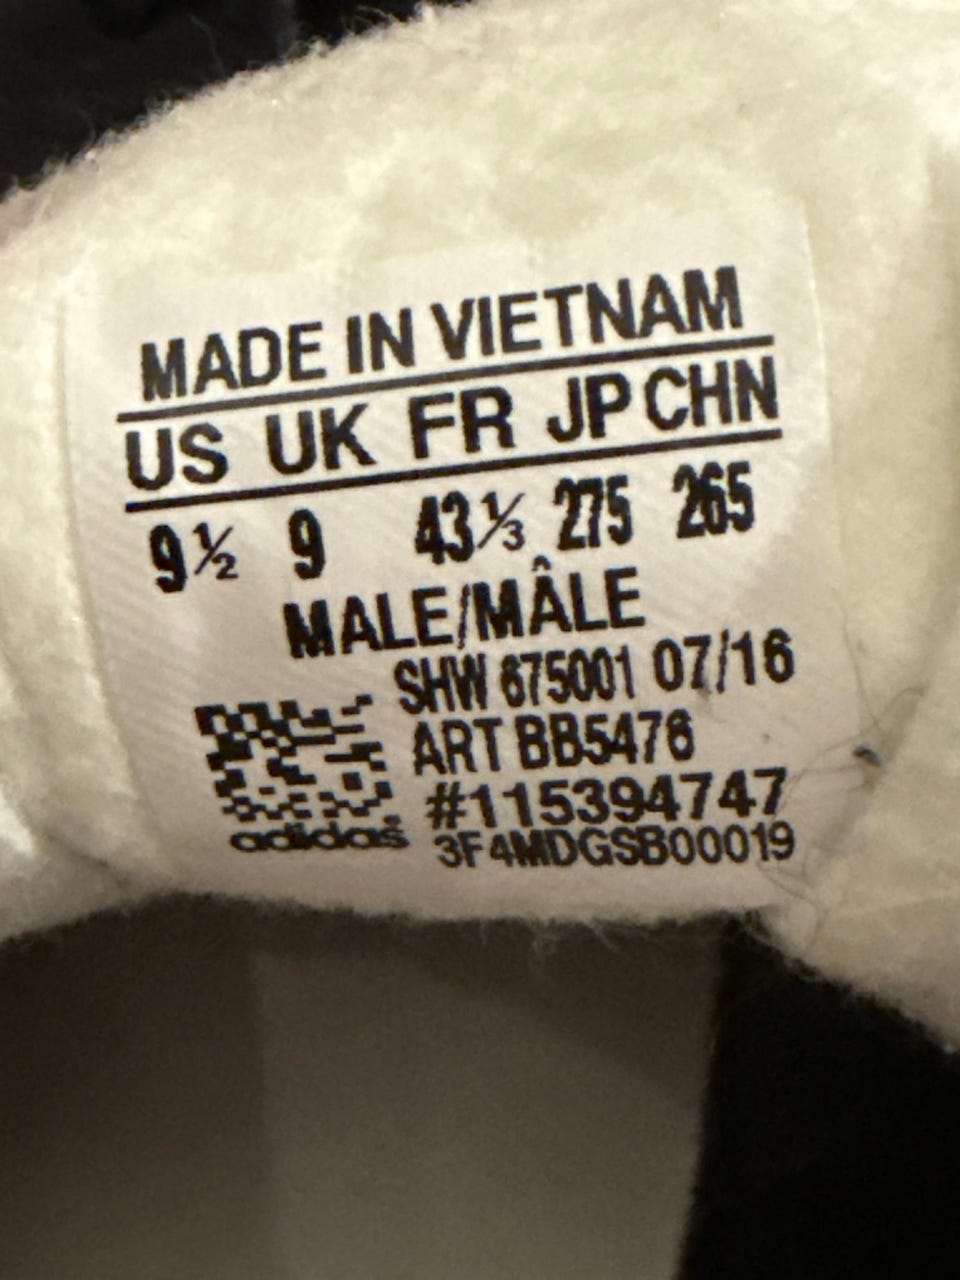 MADE IN VIETNAM
US UK FR JP CHN
9½ 9 43⅓ 275 265
MALE/MÂLE
SHW 675001 07/16
ART BB5476
#115394747
adidas 3F4MDGSB00019